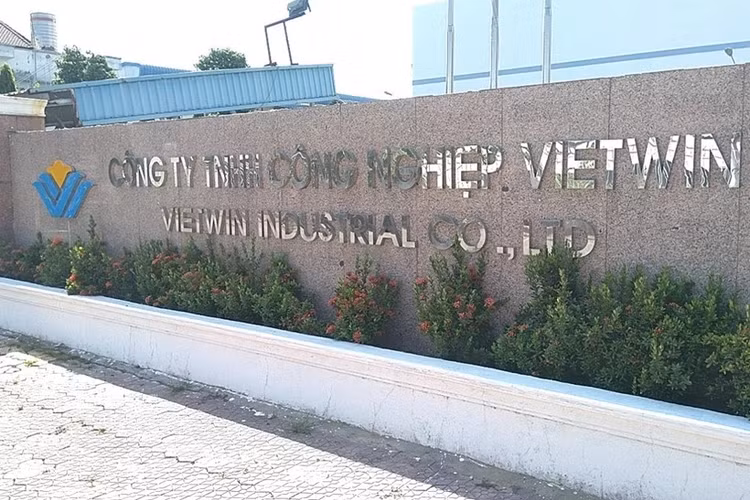 CÔNG TY TNHH CÔNG NGHIỆP VIETWIN
VIETWIN INDUSTRIAL CO.,LTD